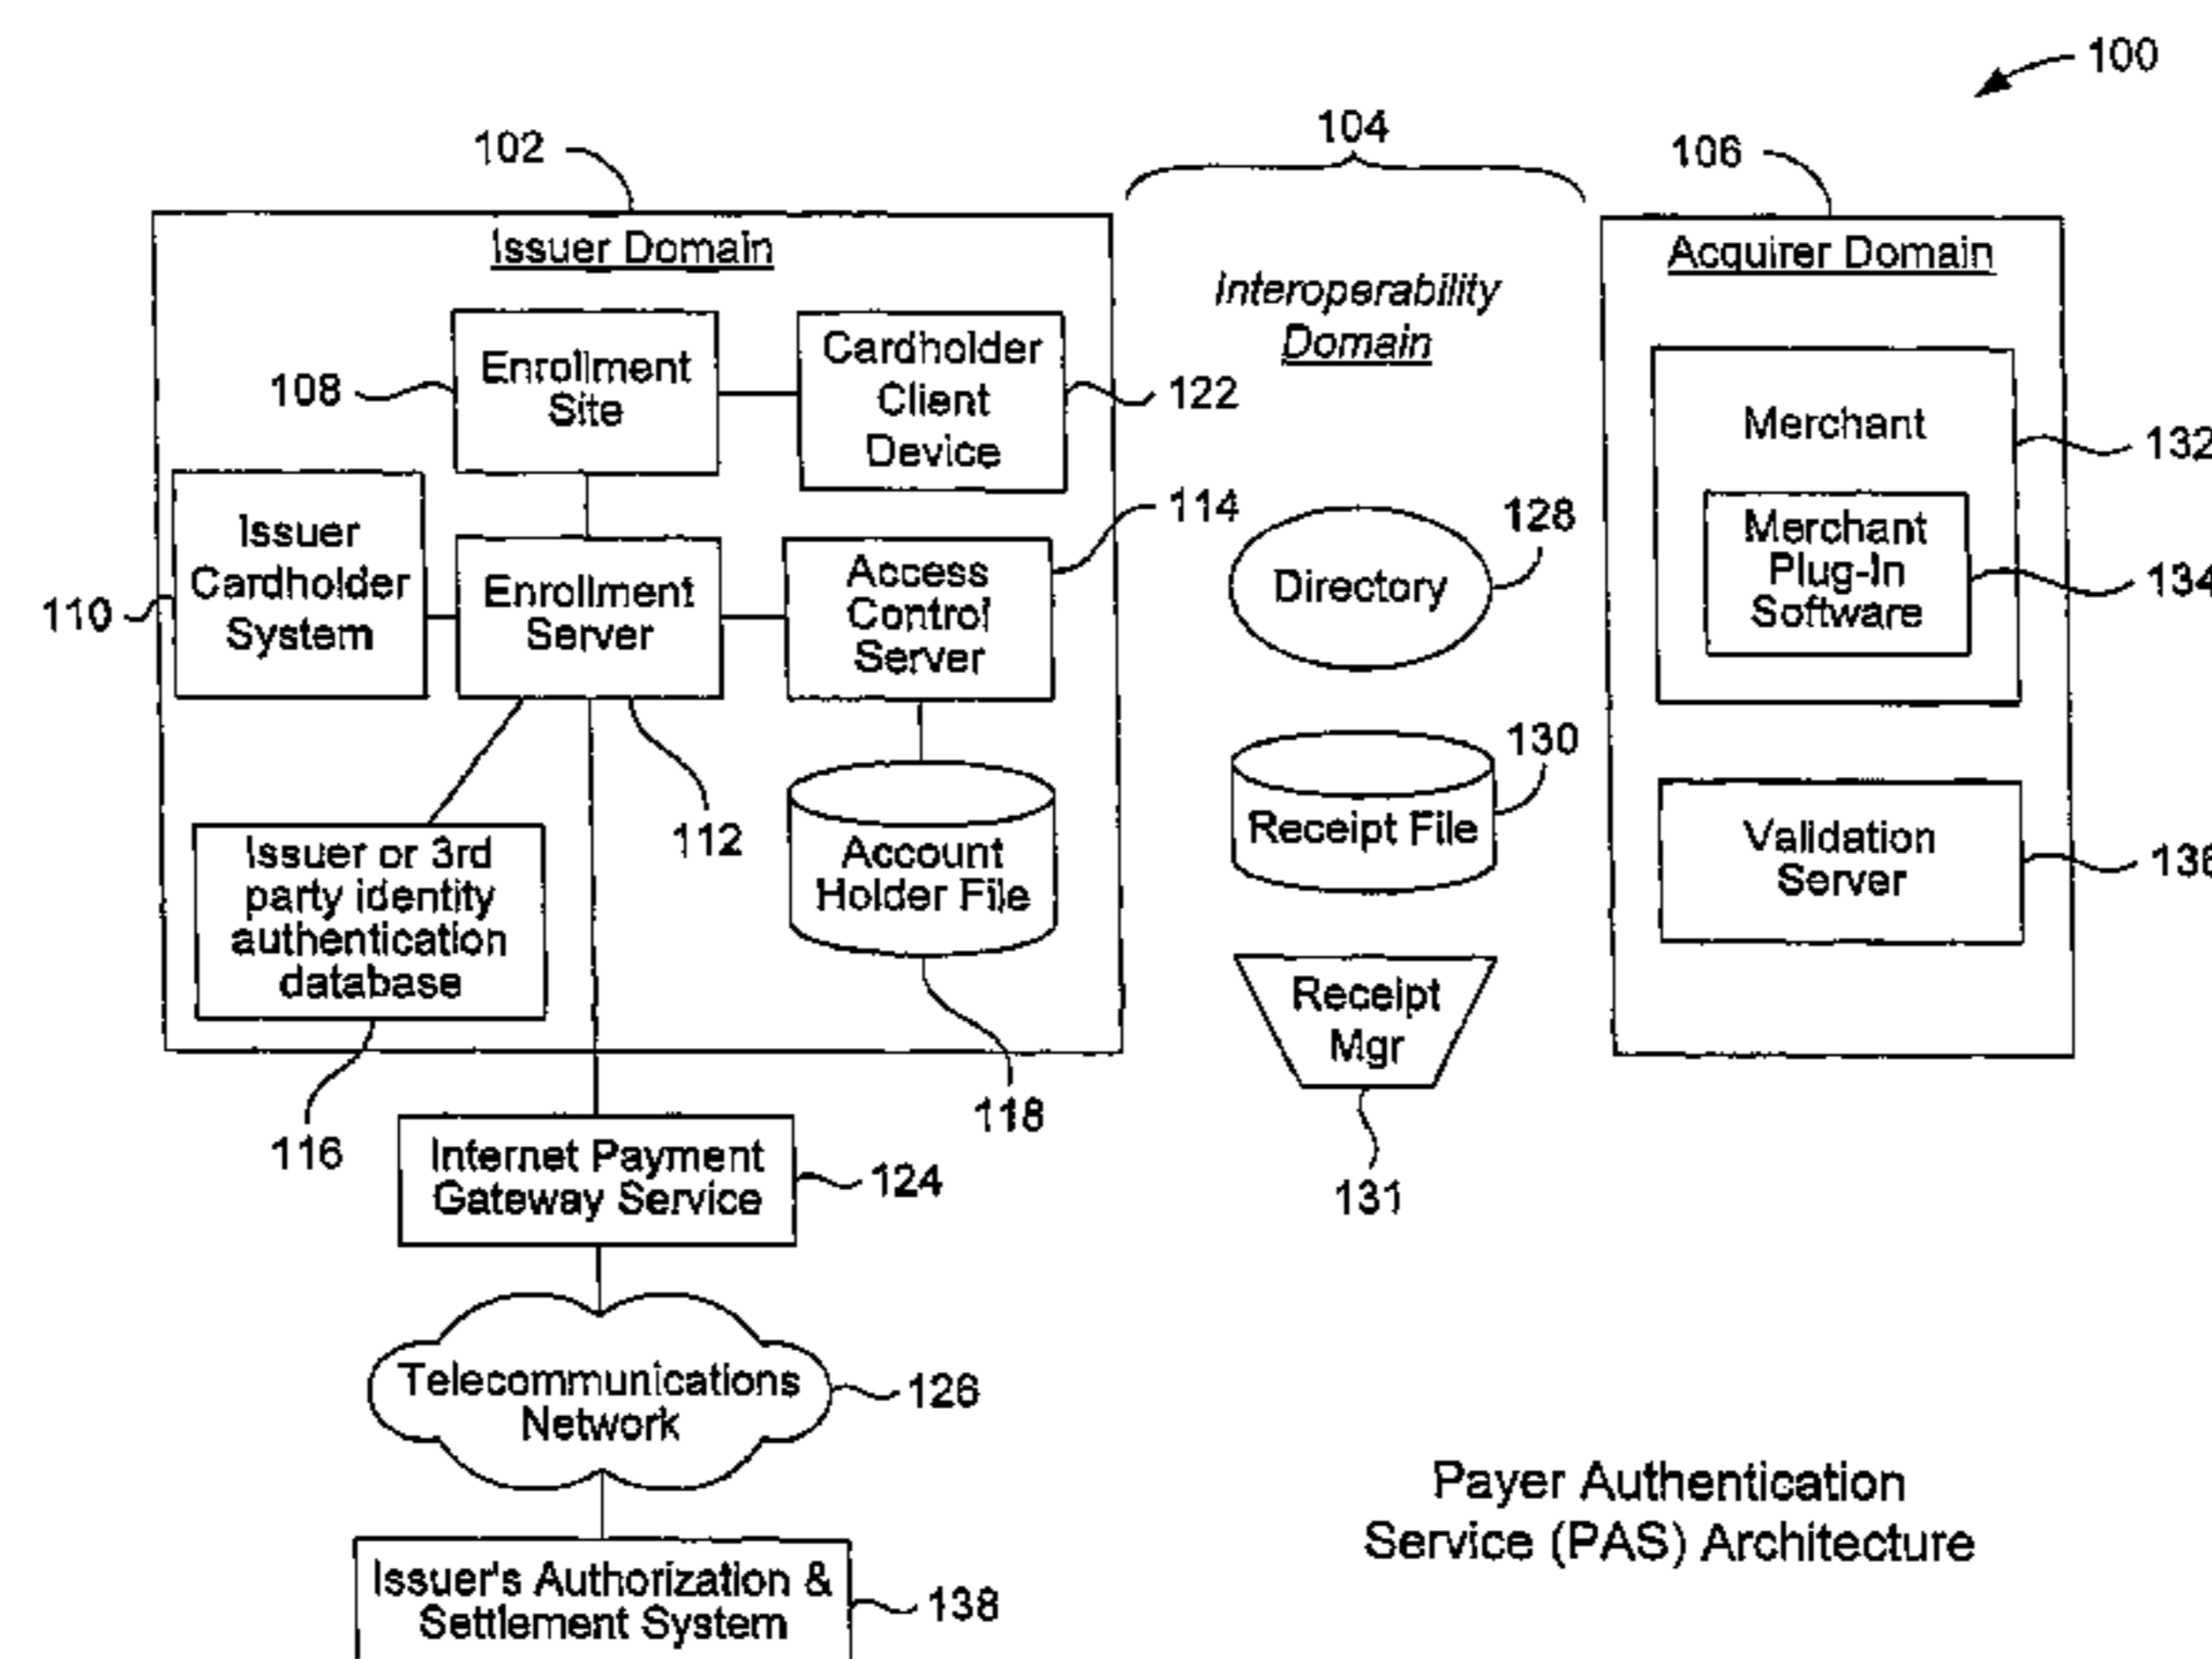 100
102
104
106
Issuer Domain
Interoperability
Domain
Acquirer Domain
108
Enrollment
Site
Cardholder
Client
Device
122
Merchant
132
110
Issuer
Cardholder
System
Enrollment
Server
Access
Control
Server
114
Directory
128
Merchant
Plug-In
Software
134
112
Issuer or 3rd
party identity
authentication
database
116
Account
Holder File
118
Receipt File
130
Validation
Server
136
Receipt
Mgr
131
Internet Payment
Gateway Service
124
Telecommunications
Network
126
Issuer's Authorization &
Settlement System
138
Payer Authentication
Service (PAS) Architecture